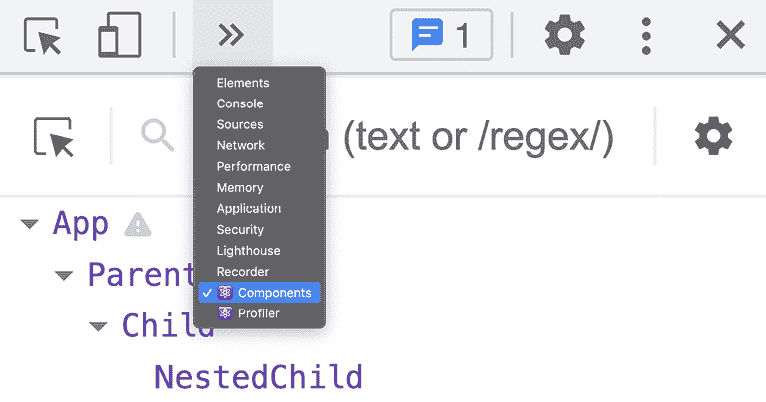 1
Elements
Console
Sources
Network
Performance
Memory
Application
Security
Lighthouse
Recorder
Components
Profiler
(text or /regex/)
App
Parent
Child
NestedChild